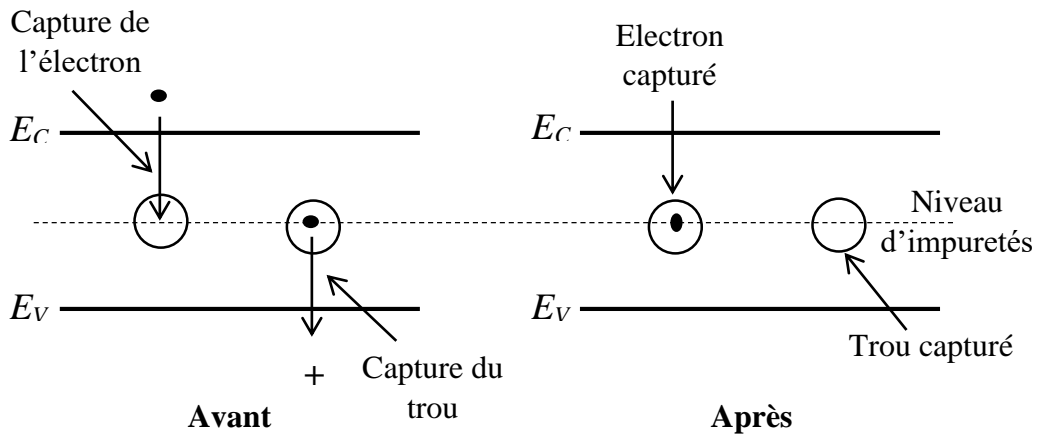 Capture de
l'électron
E_C
E_V
+
Capture du
trou
Avant
Electron
capturé
E_C
E_V
Niveau
d'impuretés
Trou capturé
Après